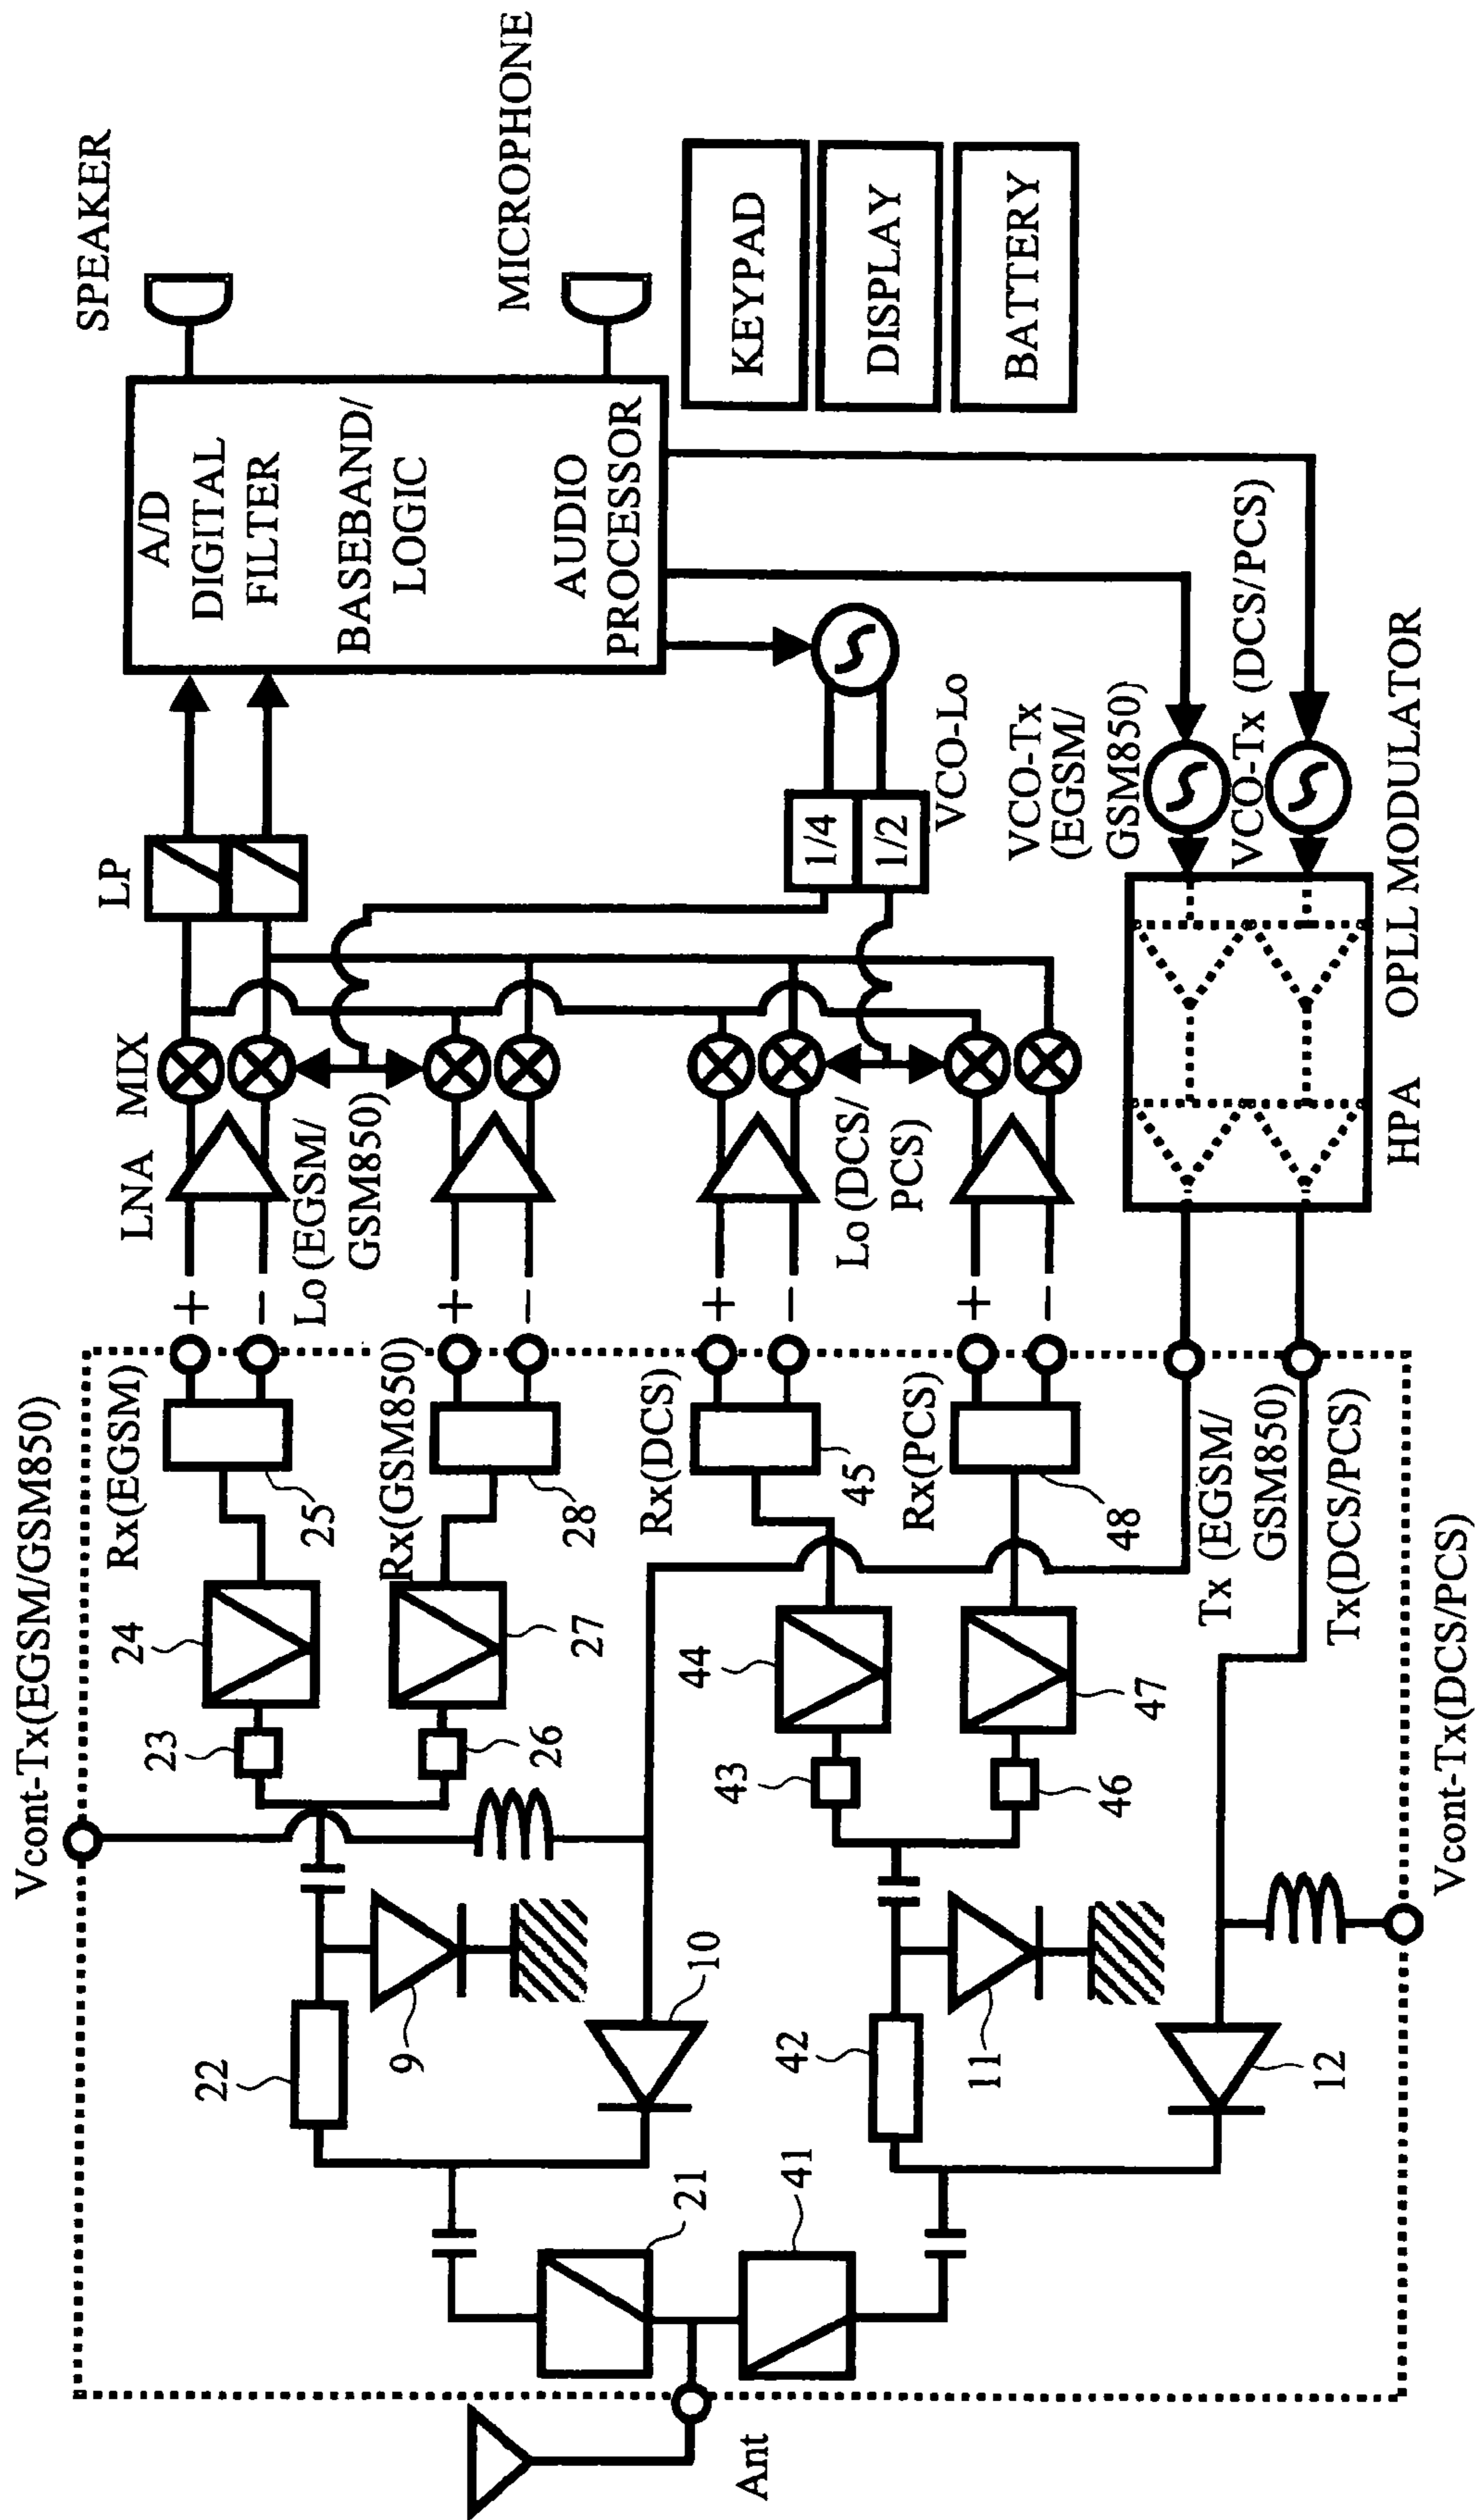 SPEAKER
MICROPHONE
A/D
DIGITAL
FILTER
BASEBAND/
LOGIC
AUDIO
PROCESSOR
KEYPAD
DISPLAY
BATTERY
LP
1/4
1/2
VCO-Lo
VCO-Tx
(EGSM/
GSM850)
VCO-Tx (DCS/PCS)
LNA MIX
Lo(EGSM/
GSM850)
Lo(DCS/
PCS)
HPA
OPLL MODULATOR
+
−
+
−
+
−
+
−
Vcont-Tx(EGSM/GSM850)
Rx(EGSM)
Rx(GSM850)
Rx(DCS)
Rx(PCS)
Tx (EGSM/
GSM850)
Tx(DCS/PCS)
Vcont-Tx(DCS/PCS)
25
28
45
48
24
27
44
47
23
26
43
46
22
9
10
42
11
12
21
41
Ant